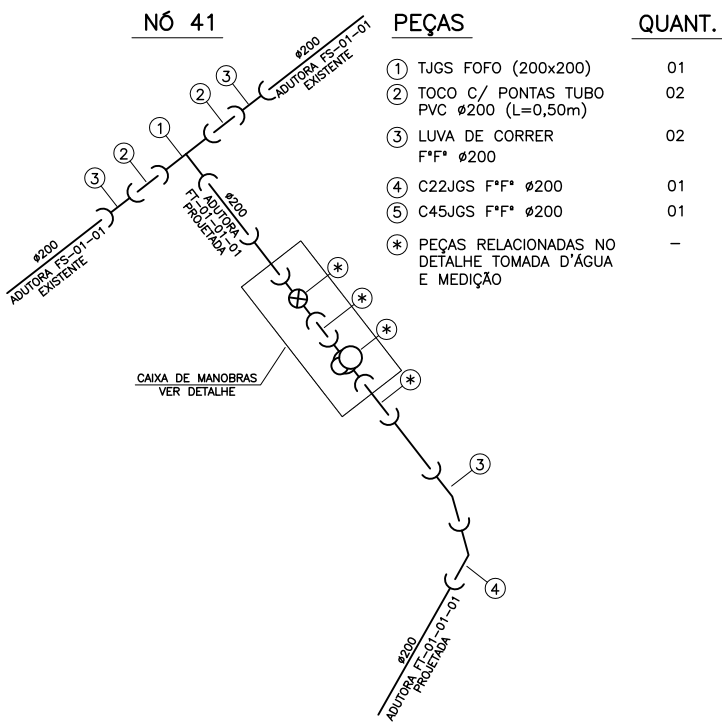 NÓ 41
PEÇAS
QUANT.
1 TJGS FOFO (200x200) 01
2 TOCO C/ PONTAS TUBO 02
PVC ø200 (L=0,50m)
3 LUVA DE CORRER 02
FºFº ø200
4 C22JGS FºFº ø200 01
5 C45JGS FºFº ø200 01
* PEÇAS RELACIONADAS NO –
DETALHE TOMADA D'ÁGUA
E MEDIÇÃO
ø200
ADUTORA FS-01-01
EXISTENTE
3
2
1
2
3
ø200
ADUTORA FS-01-01
EXISTENTE
ø200
ADUTORA
FT-01-01-01
PROJETADA
*
*
*
*
CAIXA DE MANOBRAS
VER DETALHE
3
4
ø200
ADUTORA FT-01-01-01
PROJETADA